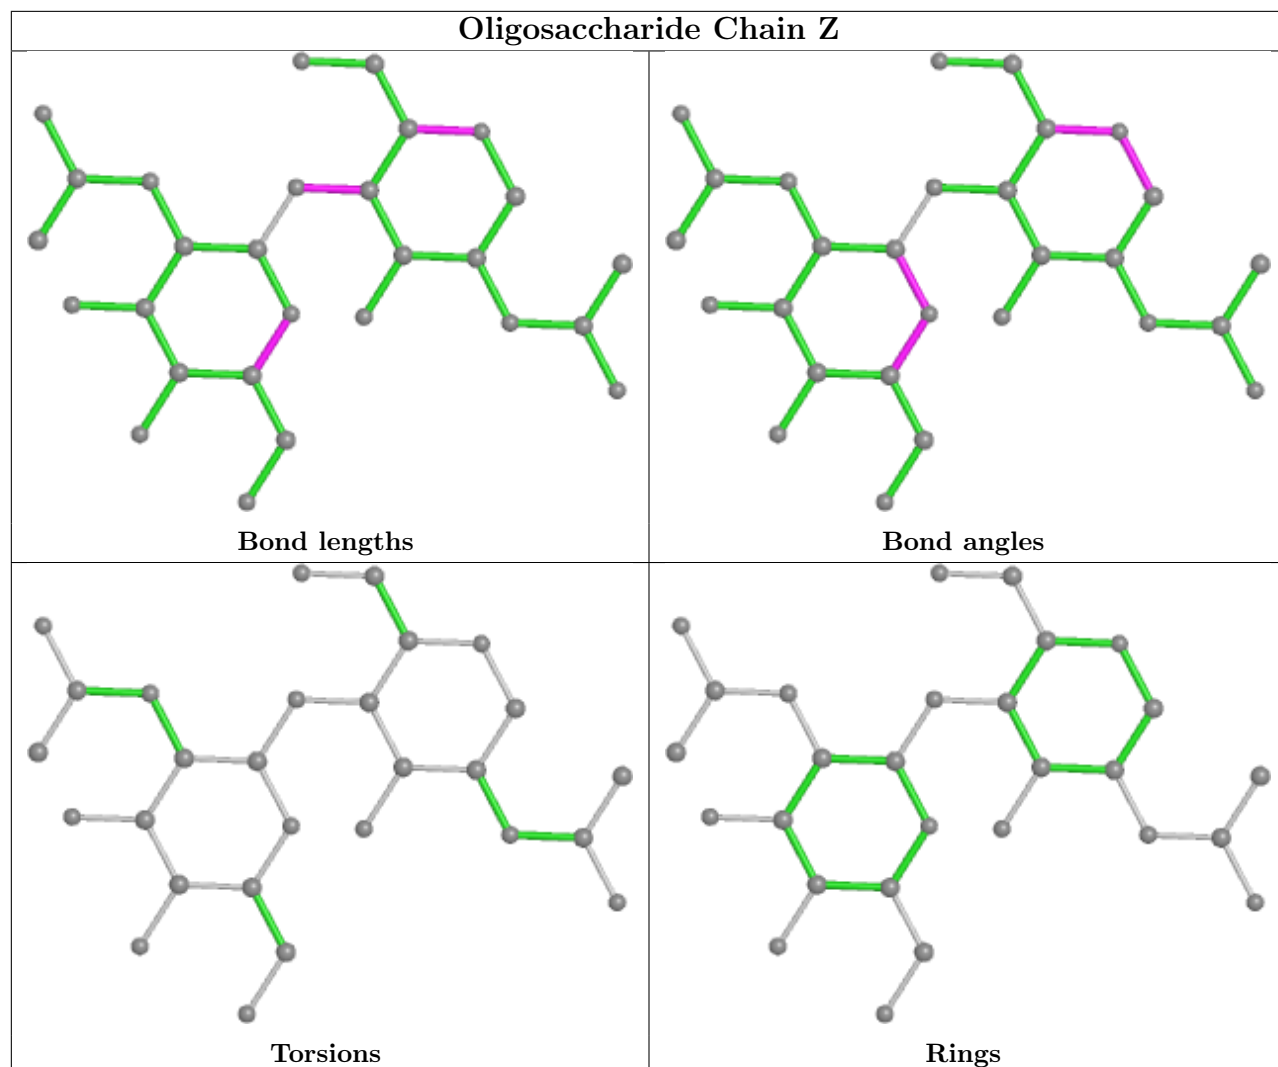 Oligosaccharide Chain Z
Bond lengths
Bond angles
Torsions
Rings